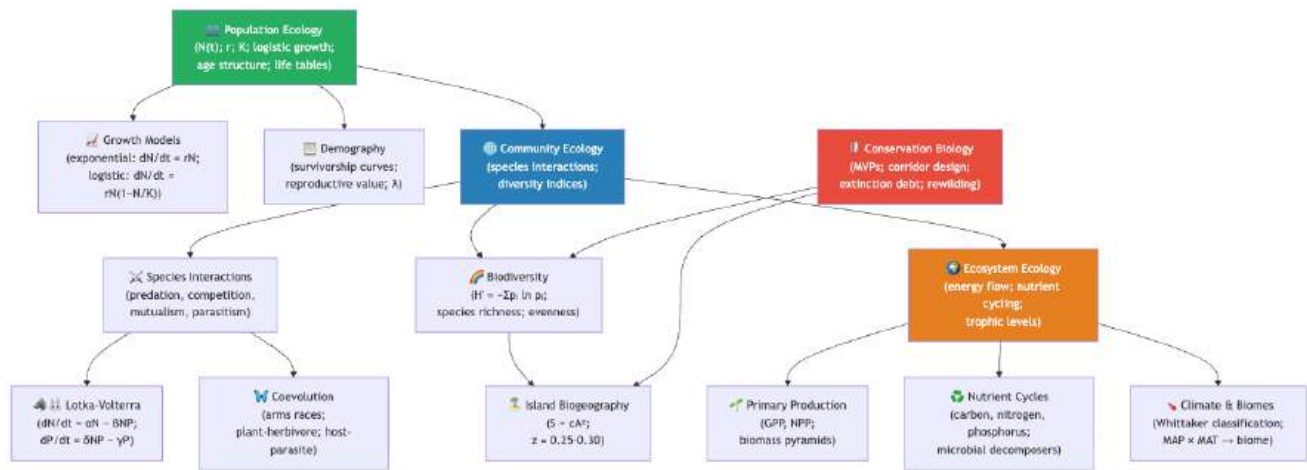 👥 Population Ecology
(N(t); r; K; logistic growth;
age structure; life tables)
📈 Growth Models
(exponential: dN/dt = rN;
logistic: dN/dt =
rN(1−N/K))
Demography
(survivorship curves;
reproductive value; λ)
🌐 Community Ecology
(species interactions;
diversity indices)
Conservation Biology
(MVPs; corridor design;
extinction debt; rewilding)
⚔ Species Interactions
(predation, competition,
mutualism, parasitism)
🌈 Biodiversity
(H' = −Σpᵢ ln pᵢ;
species richness; evenness)
🌍 Ecosystem Ecology
(energy flow; nutrient
cycling;
trophic levels)
Lotka-Volterra
(dN/dt = αN − βNP;
dP/dt = δNP − γP)
🦋 Coevolution
(arms races;
plant-herbivore; host-
parasite)
🏝 Island Biogeography
(S = cAᶻ;
z = 0.25-0.30)
🌱 Primary Production
(GPP, NPP;
biomass pyramids)
♻ Nutrient Cycles
(carbon, nitrogen,
phosphorus;
microbial decomposers)
🌡 Climate & Biomes
(Whittaker classification;
MAP × MAT → biome)